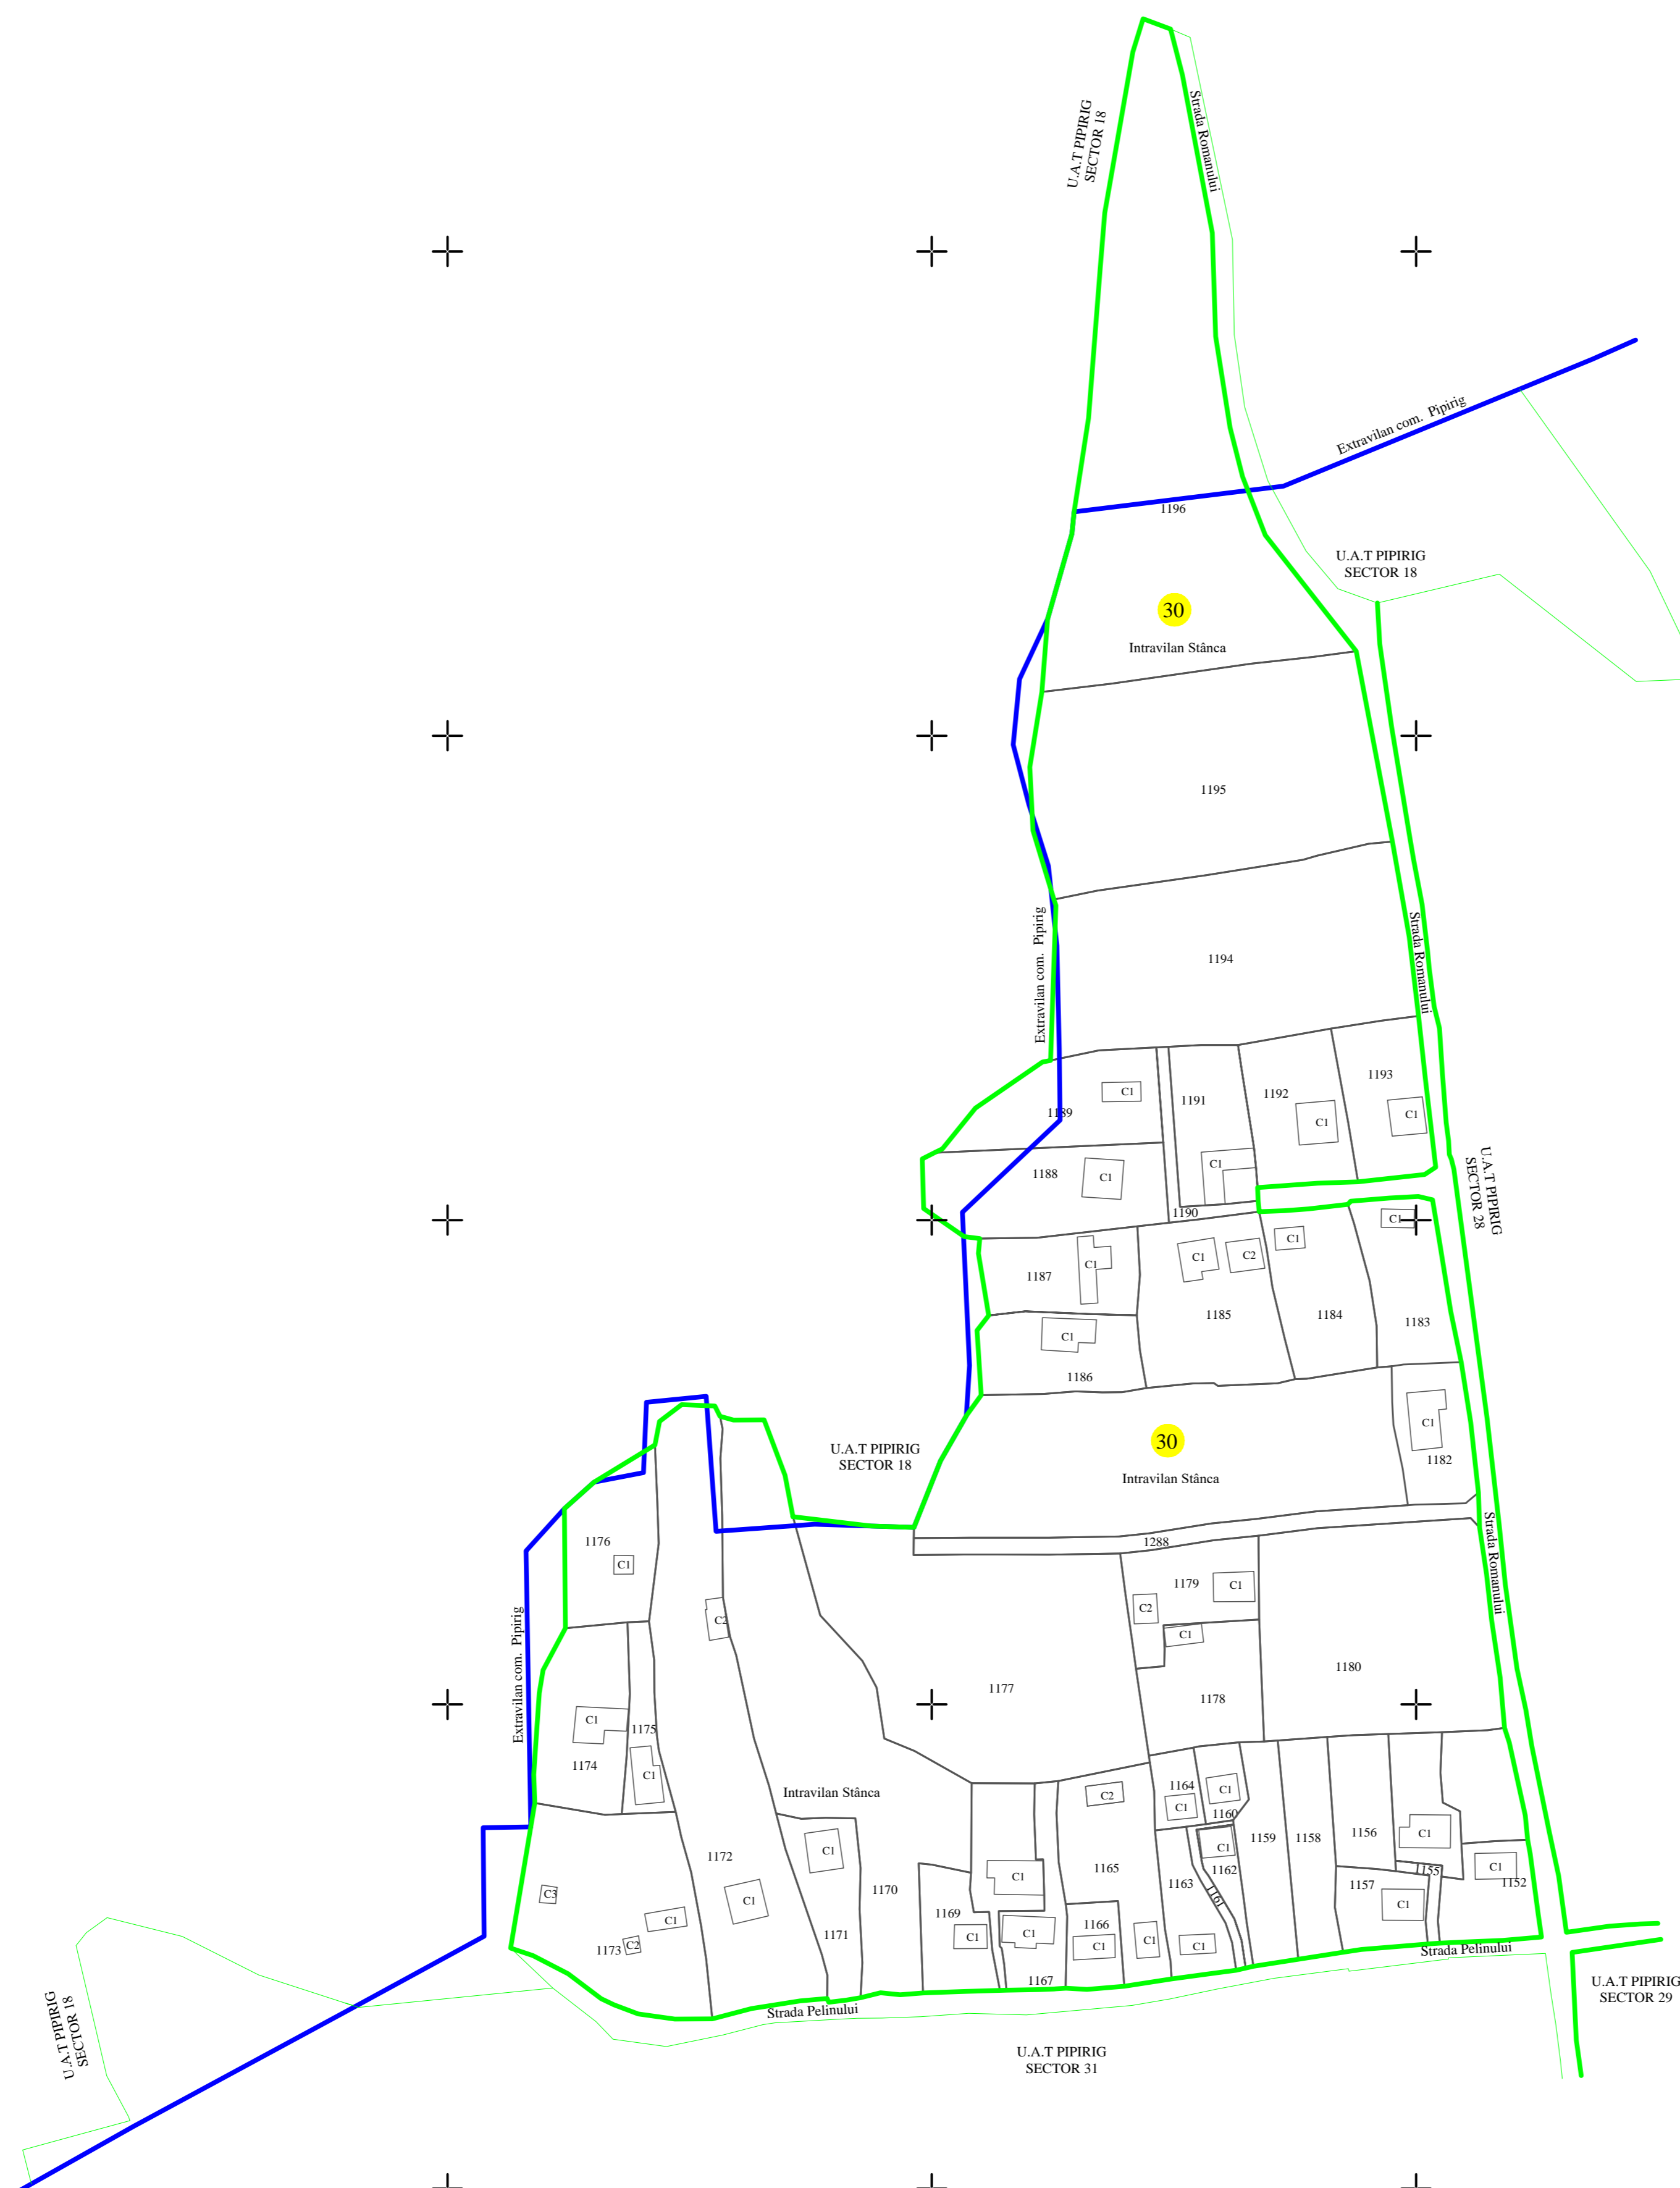 U.A.T PIPIRIG
SECTOR 18
Strada Romanului
Extravilan com. Pipirig
1196
U.A.T PIPIRIG
SECTOR 18
30
Intravilan Stânca
1195
Extravilan com. Pipirig
1194
Strada Romanului
1193
C1
1189
1191
1192
C1
C1
C1
1188
C1
U.A.T PIPIRIG
SECTOR 28
1190
C1
C1
C1
C2
1187
C1
1185
1184
1183
C1
1186
C1
30
U.A.T PIPIRIG
SECTOR 18
Intravilan Stânca
1182
Strada Romanului
1176
1288
C1
1179
C1
C2
C2
C1
Extravilan com. Pipirig
1180
1177
1178
C1
1175
1174
C1
Intravilan Stânca
1164
C1
C2
C1
1160
C1
1159
1158
1156
C1
C1
1172
1165
1162
C1
1155
C1
1152
C1
1170
1163
1157
C3
C1
1161
C1
1169
1166
C1
C1
1171
C1
C1
C1
C1
1173
C2
Strada Pelinului
1167
Strada Pelinului
U.A.T PIPIRIG
SECTOR 29
U.A.T PIPIRIG
SECTOR 18
U.A.T PIPIRIG
SECTOR 31